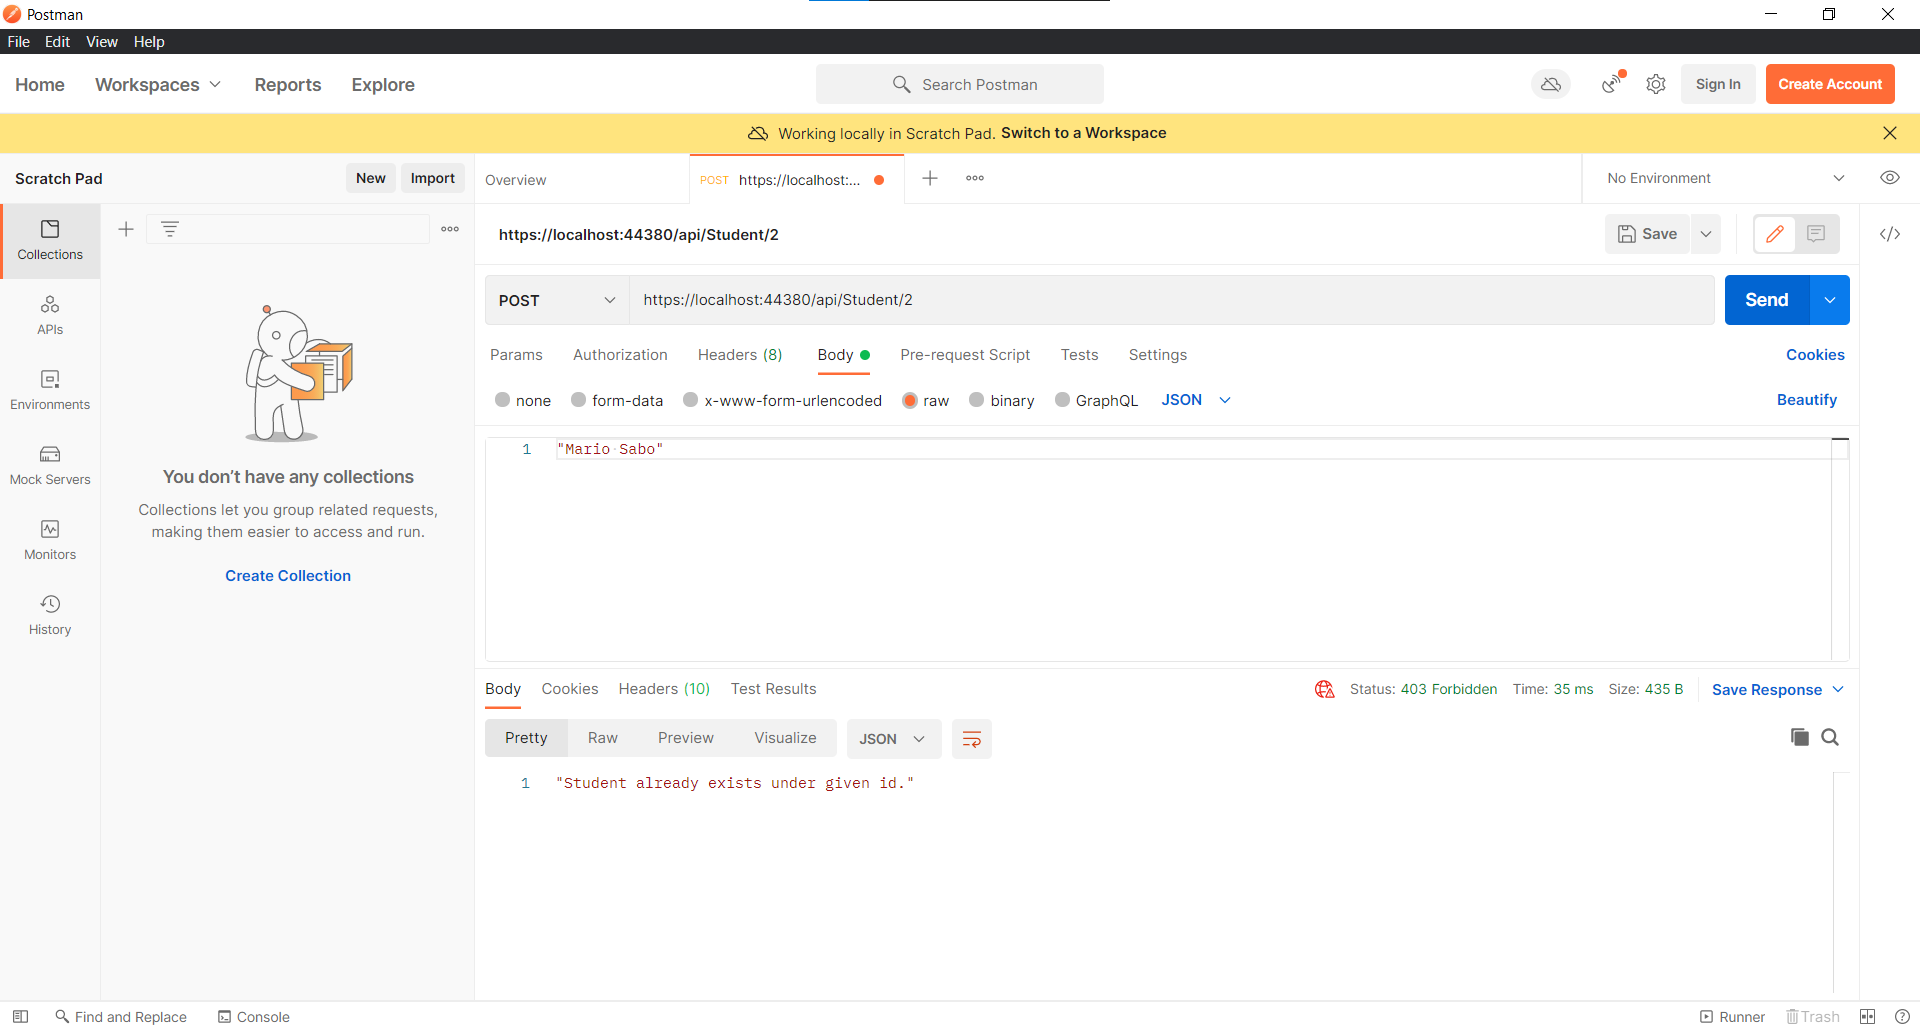 Postman
File Edit View Help
Home Workspaces Reports Explore Search Postman Sign In Create Account
Working locally in Scratch Pad. Switch to a Workspace
Scratch Pad New Import Overview POST https://localhost:... No Environment
https://localhost:44380/api/Student/2 Save
Collections
APIs
Environments
Mock Servers
Monitors
History
You don’t have any collections
Collections let you group related requests,
making them easier to access and run.
Create Collection
POST https://localhost:44380/api/Student/2 Send
Params Authorization Headers (8) Body Pre-request Script Tests Settings Cookies
none form-data x-www-form-urlencoded raw binary GraphQL JSON Beautify
1 "Mario Sabo"
Body Cookies Headers (10) Test Results Status: 403 Forbidden Time: 35 ms Size: 435 B Save Response
Pretty Raw Preview Visualize JSON
1 "Student already exists under given id."
Find and Replace Console Runner Trash